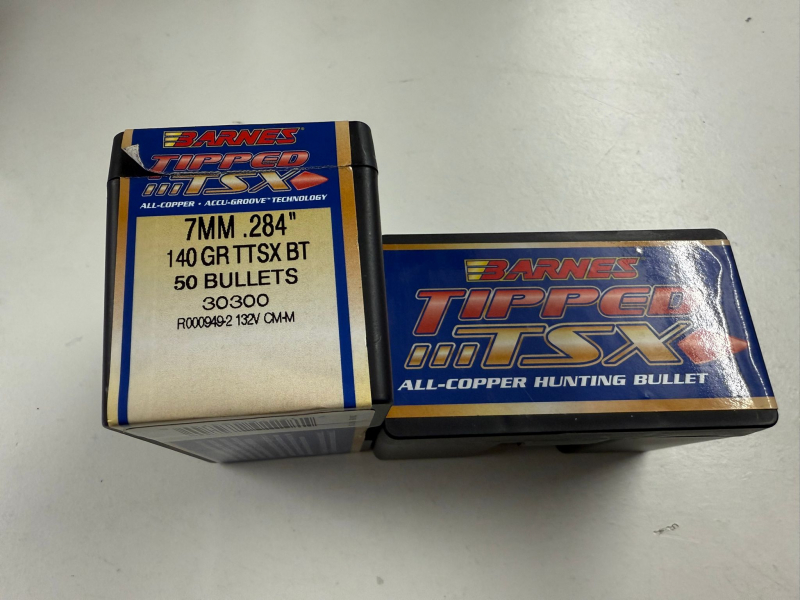 BARNES
TIPPED
TSX
ALL-COPPER • ACCU-GROOVE™ TECHNOLOGY
7MM .284"
140 GR TTSX BT
50 BULLETS
30300
R000949-2 132V CM-M
BARNES
TIPPED
TSX
ALL-COPPER HUNTING BULLET